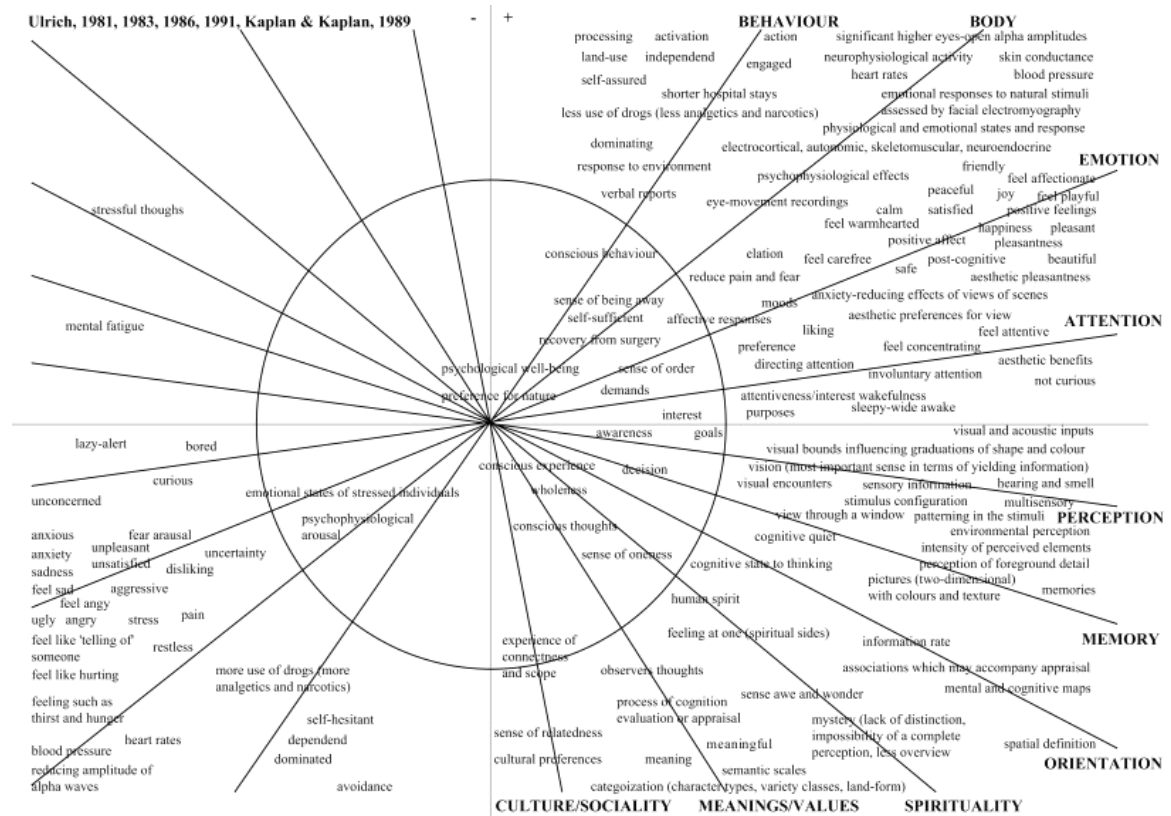 Ulrich, 1981, 1983, 1986, 1991, Kaplan & Kaplan, 1989
- +
BEHAVIOUR
BODY
processing activation action significant higher eyes-open alpha amplitudes
land-use independend engaged neurophysiological activity skin conductance
self-assured heart rates blood pressure
shorter hospital stays emotional responses to natural stimuli
less use of drogs (less analgetics and narcotics) assessed by facial electromyography
physiological and emotional states and response
dominating electrocortical, autonomic, skeletomuscular, neuroendocrine
EMOTION
response to environment psychophysiological effects friendly feel affectionate
verbal reports eye-movement recordings peaceful joy feel playful
stressful thoughs calm satisfied positive feelings
feel warmhearted happiness pleasant
positive affect pleasantness
conscious behaviour elation feel carefree post-cognitive beautiful
safe
reduce pain and fear aesthetic pleasantness
sense of being away moods anxiety-reducing effects of views of scenes
self-sufficient affective responses aesthetic preferences for view
ATTENTION
mental fatigue liking feel attentive
recovery from surgery preference feel concentrating
psychological well-being sense of order directing attention aesthetic benefits
involuntary attention not curious
preference for nature demands attentiveness/interest wakefulness
interest purposes sleepy-wide awake
awareness goals visual and acoustic inputs
lazy-alert bored visual bounds influencing graduations of shape and colour
conscious experience decision vision (most important sense in terms of yielding information)
curious visual encounters sensory information hearing and smell
unconcerned emotional states of stressed individuals wholeness stimulus configuration multisensory
PERCEPTION
psychophysiological
arousal
view through a window patterning in the stimuli
conscious thoughts environmental perception
anxious fear arausal cognitive quiet
anxiety unpleasant uncertainty sense of oneness intensity of perceived elements
sadness unsatisfied disliking cognitive state to thinking perception of foreground detail
feel sad aggressive pictures (two-dimensional)
with colours and texture
memories
feel angy human spirit
ugly angry stress pain
MEMORY
feel like 'telling of'
someone
restless
experience of
connectness
and scope
feeling at one (spiritual sides) information rate
feel like hurting more use of drogs (more
analgetics and narcotics)
observers thoughts associations which may accompany appraisal
sense awe and wonder mental and cognitive maps
feeling such as
thirst and hunger
self-hesitant
process of cognition
evaluation or appraisal
mystery (lack of distinction,
impossibility of a complete
perception, less overview
heart rates dependend sense of relatedness meaningful spatial definition
blood pressure dominated cultural preferences meaning
ORIENTATION
reducing amplitude of
alpha waves
semantic scales
avoidance categoization (character types, variety classes, land-form)
CULTURE/SOCIALITY MEANINGS/VALUES SPIRITUALITY